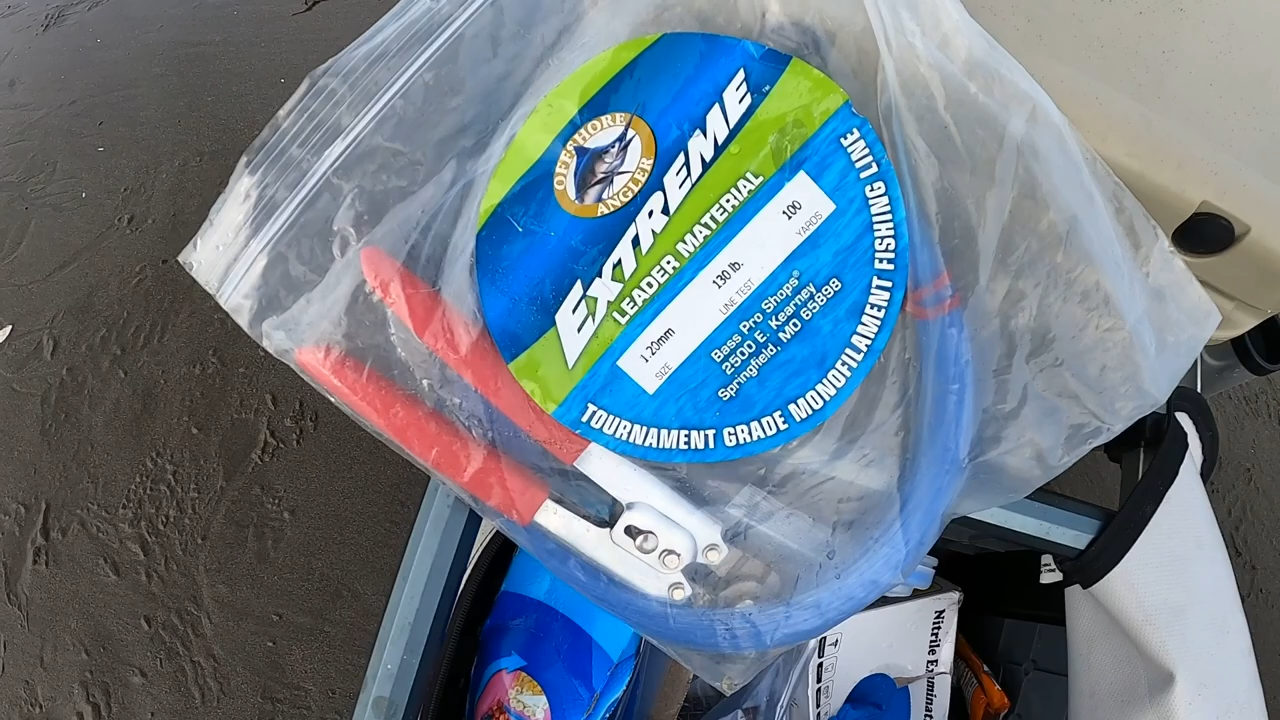 OFFSHORE
ANGLER
EXTREME™
LEADER MATERIAL
1.20mm 130 lb. 100
SIZE LINE TEST YARDS
Bass Pro Shops®
2500 E. Kearney
Springfield, MO 65898
TOURNAMENT GRADE MONOFILAMENT FISHING LINE
Nitrile